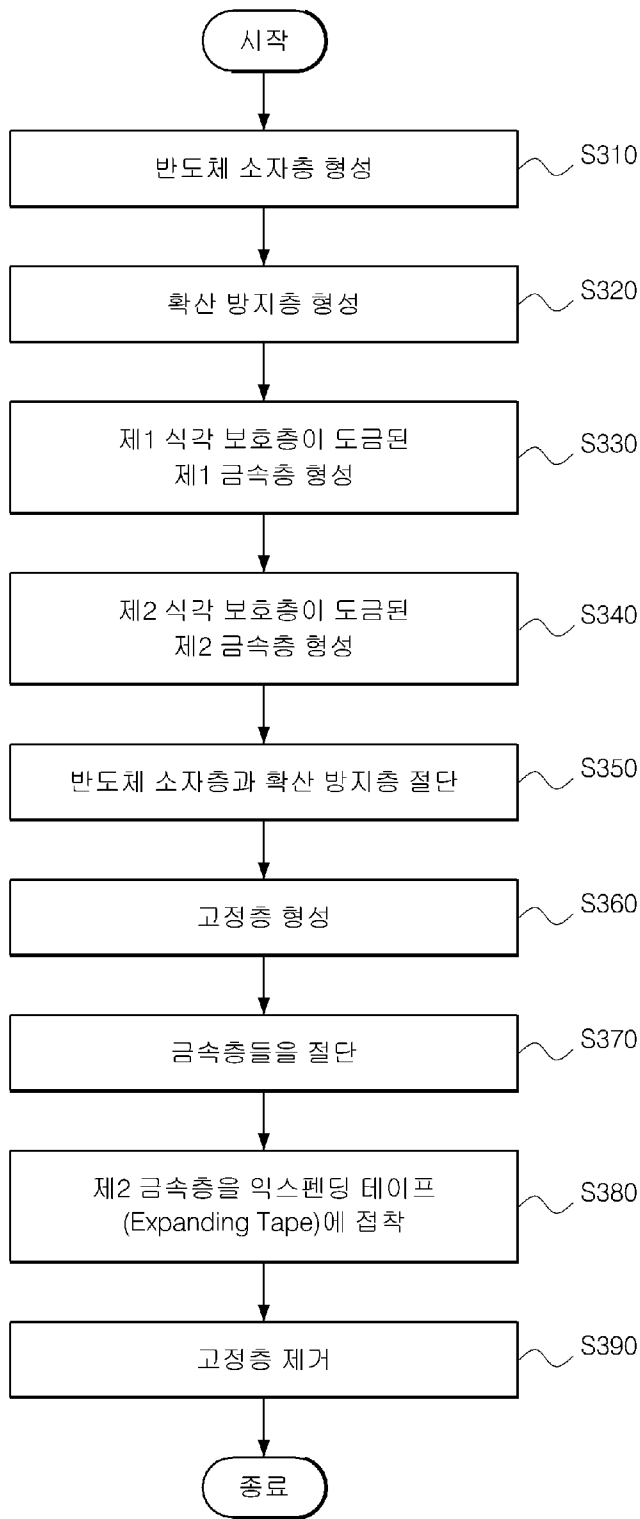 시작
반도체 소자층 형성
S310
확산 방지층 형성
S320
제1 식각 보호층이 도금된
제1 금속층 형성
S330
제2 식각 보호층이 도금된
제2 금속층 형성
S340
반도체 소자층과 확산 방지층 절단
S350
고정층 형성
S360
금속층들을 절단
S370
제2 금속층을 익스펜딩 테이프
(Expanding Tape)에 접착
S380
고정층 제거
S390
종료